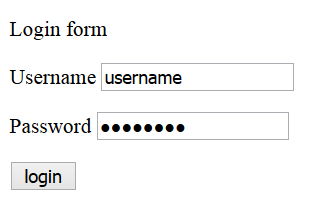 Login form
Username username
Password ●●●●●●●●
login